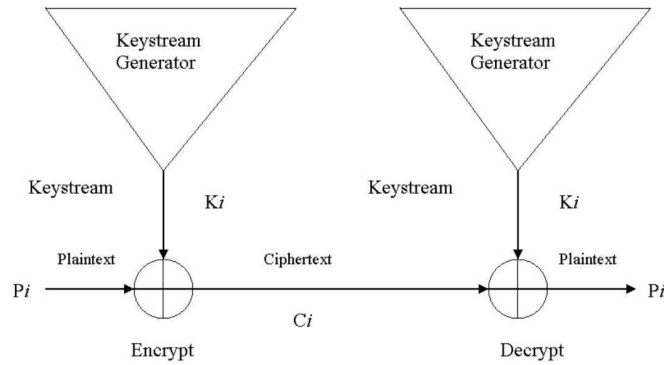 Keystream
Generator
Keystream
Generator
Keystream
Ki
Keystream
Ki
Plaintext
Ciphertext
Plaintext
Pi
Pi
Ci
Encrypt
Decrypt